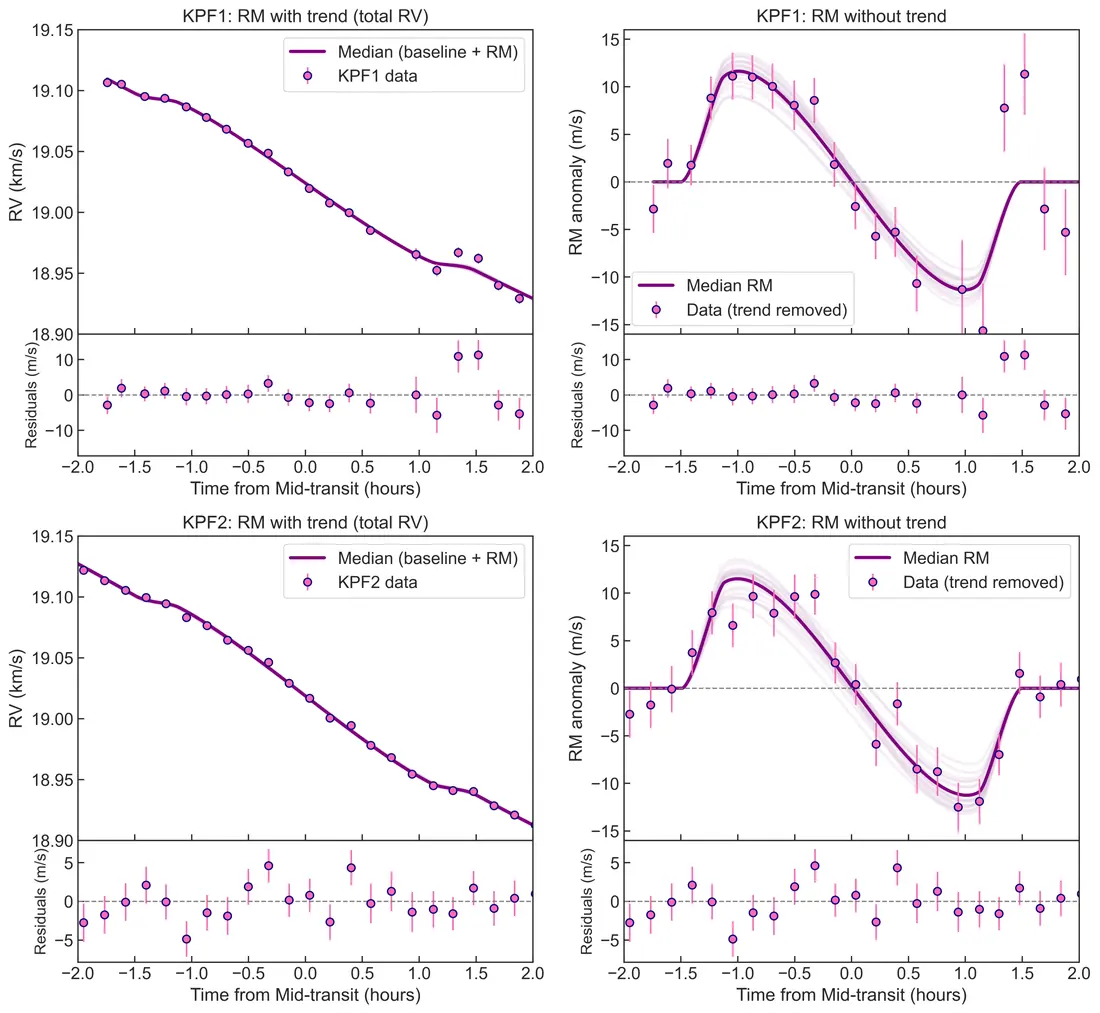 KPF1: RM with trend (total RV)
19.15
19.10
19.05
19.00
18.95
18.90
RV (km/s)
Median (baseline + RM)
KPF1 data
10
0
−10
Residuals (m/s)
−2.0 −1.5 −1.0 −0.5 0.0 0.5 1.0 1.5 2.0
Time from Mid-transit (hours)
KPF1: RM without trend
15
10
5
0
−5
−10
−15
RM anomaly (m/s)
Median RM
Data (trend removed)
10
0
−10
Residuals (m/s)
−2.0 −1.5 −1.0 −0.5 0.0 0.5 1.0 1.5 2.0
Time from Mid-transit (hours)
KPF2: RM with trend (total RV)
19.15
19.10
19.05
19.00
18.95
18.90
RV (km/s)
Median (baseline + RM)
KPF2 data
5
0
−5
Residuals (m/s)
−2.0 −1.5 −1.0 −0.5 0.0 0.5 1.0 1.5 2.0
Time from Mid-transit (hours)
KPF2: RM without trend
15
10
5
0
−5
−10
−15
RM anomaly (m/s)
Median RM
Data (trend removed)
5
0
−5
Residuals (m/s)
−2.0 −1.5 −1.0 −0.5 0.0 0.5 1.0 1.5 2.0
Time from Mid-transit (hours)